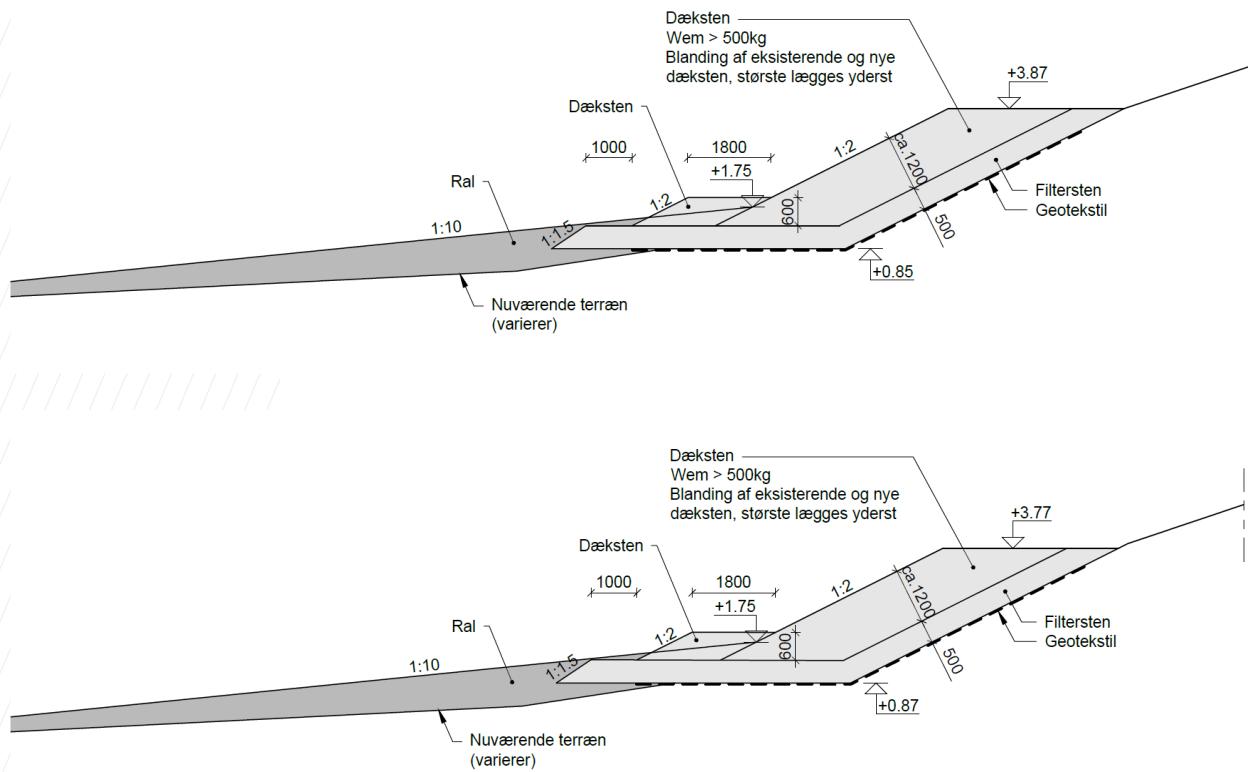 Dæksten
Wem > 500kg
Blanding af eksisterende og nye
dæksten, største lægges yderst
+3.87
Dæksten
1000
1800
1:2
ca.1200
+1.75
Ral
1:2
600
Filtersten
Geotekstil
1:10
1:1.5
500
+0.85
Nuværende terræn
(varierer)
Dæksten
Wem > 500kg
Blanding af eksisterende og nye
dæksten, største lægges yderst
+3.77
Dæksten
1000
1800
1:2
ca.1200
+1.75
Ral
1:2
600
Filtersten
Geotekstil
1:10
1:1.5
500
+0.87
Nuværende terræn
(varierer)